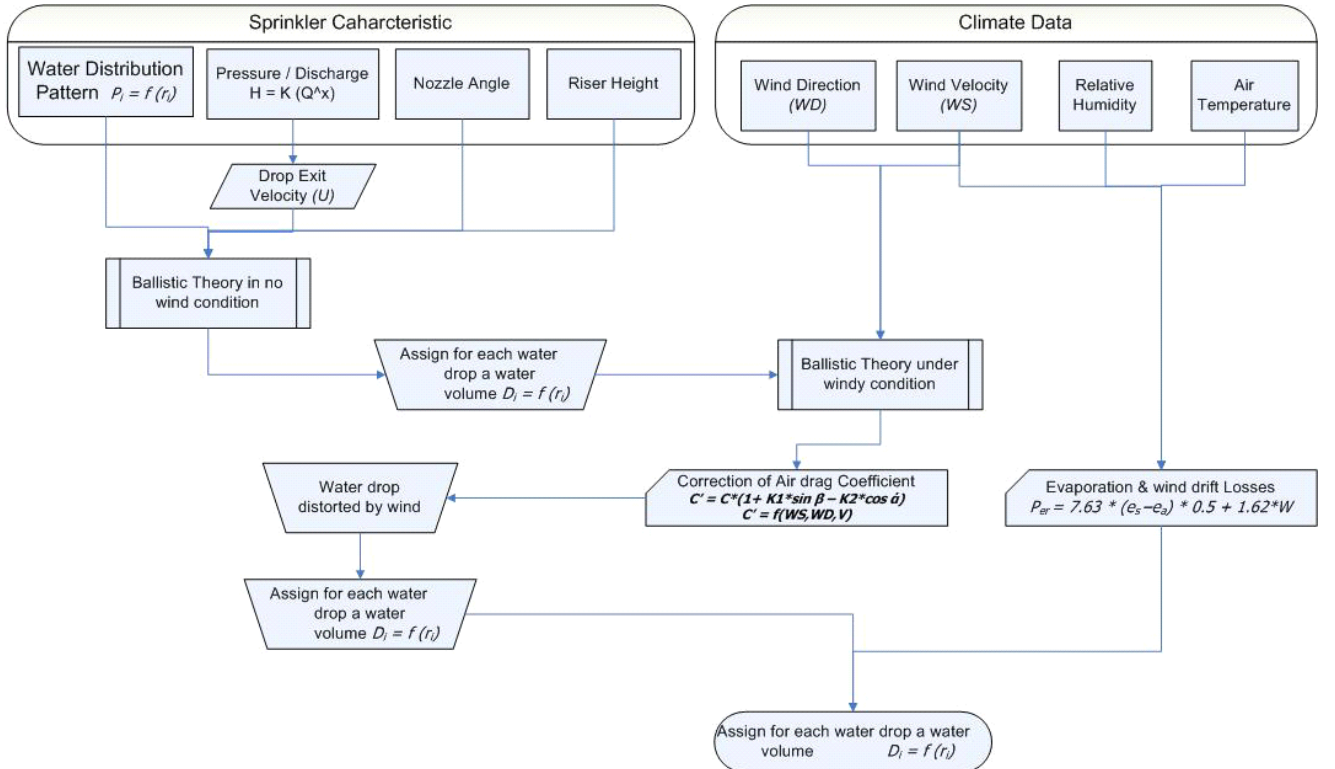 Sprinkler Caharcteristic
Water Distribution
Pattern Pᵢ = f (rᵢ)
Pressure / Discharge
H = K (Q^x)
Nozzle Angle
Riser Height
Climate Data
Wind Direction
(WD)
Wind Velocity
(WS)
Relative
Humidity
Air
Temperature
Drop Exit
Velocity (U)
Ballistic Theory in no
wind condition
Assign for each water
drop a water
volume Dᵢ = f (rᵢ)
Ballistic Theory under
windy condition
Water drop
distorted by wind
Correction of Air drag Coefficient
C' = C*(1+ K1*sin β – K2*cos ά)
C' = f(WS,WD,V)
Evaporation & wind drift Losses
Pₑᵣ = 7.63 * (eₛ–eₐ) * 0.5 + 1.62*W
Assign for each water
drop a water
volume Dᵢ = f (rᵢ)
Assign for each water drop a water
volume Dᵢ = f (rᵢ)